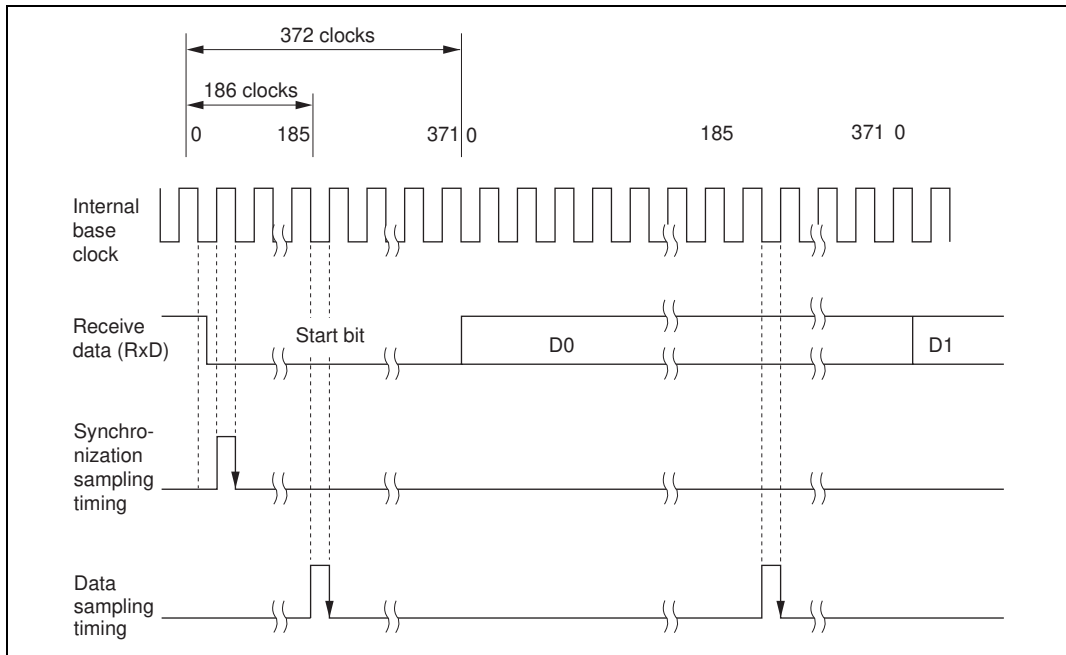 372 clocks
186 clocks
0 185 371 0 185 371 0
Internal
base
clock
Receive
data (RxD)
Start bit
D0
D1
Synchro-
nization
sampling
timing
Data
sampling
timing